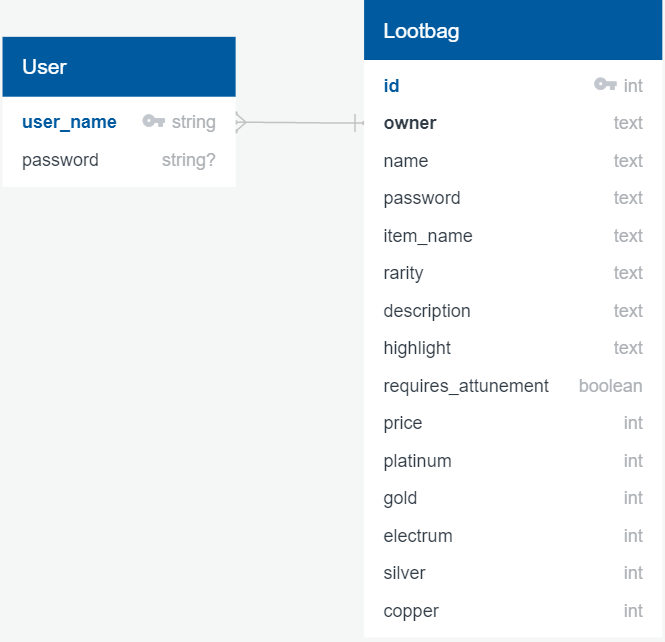 User
user_name string
password string?
Lootbag
id int
owner text
name text
password text
item_name text
rarity text
description text
highlight text
requires_attunement boolean
price int
platinum int
gold int
electrum int
silver int
copper int